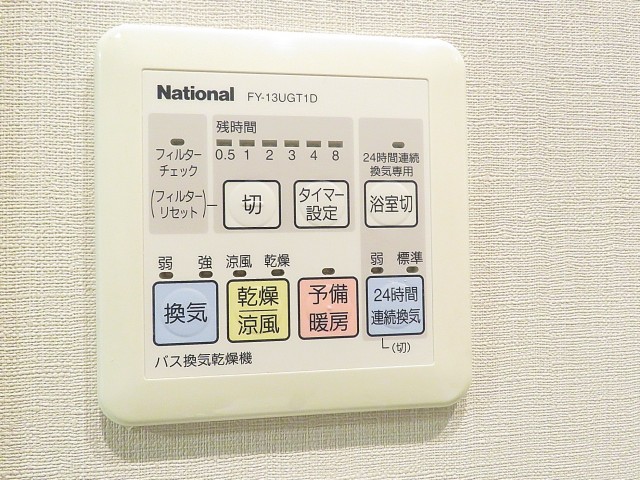 National FY-13UGT1D
残時間
0.5 1 2 3 4 8
フィルター
チェック
24時間連続
換気専用
(フィルター
リセット)
切
タイマー
設定
浴室切
弱 強 涼風 乾燥 弱 標準
換気
乾燥
涼風
予備
暖房
24時間
連続換気
(切)
バス換気乾燥機